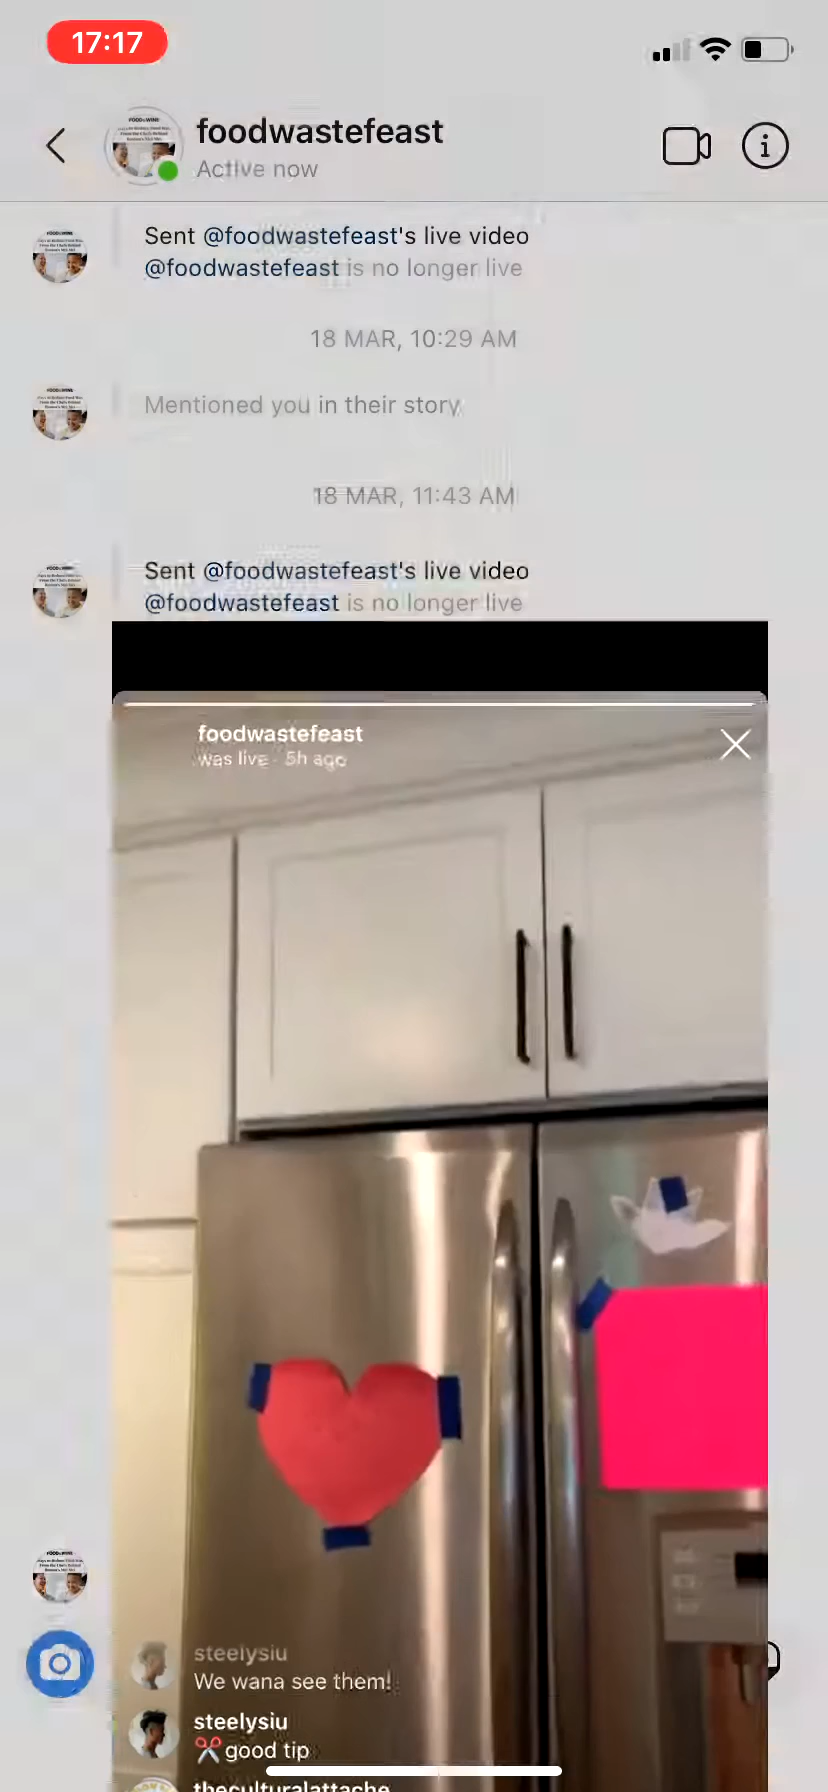 17:17
foodwastefeast
Active now
Sent @foodwastefeast's live video
@foodwastefeast is no longer live
18 MAR, 10:29 AM
Mentioned you in their story
18 MAR, 11:43 AM
Sent @foodwastefeast's live video
@foodwastefeast is no longer live
foodwastefeast
was live · 5h ago
steelysiu
We wana see them!
steelysiu
✂️good tip
theculturalattache